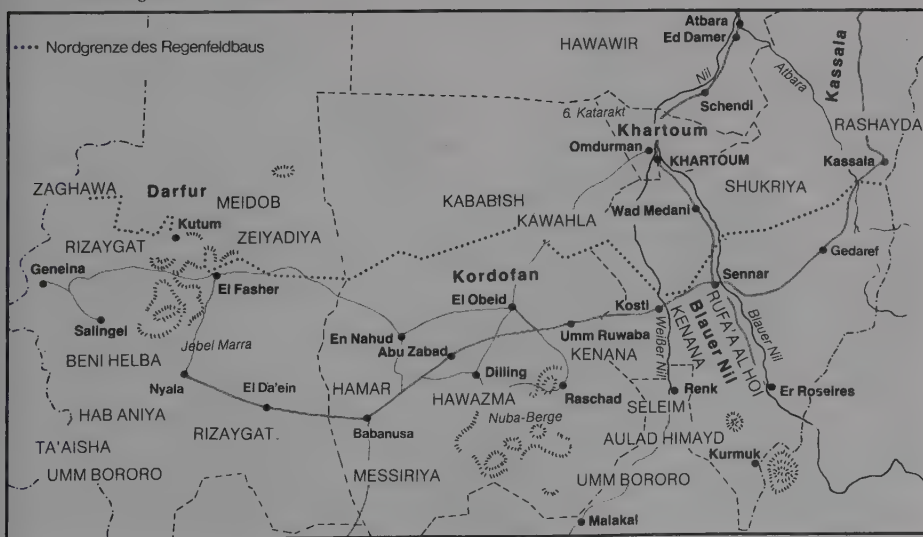 Nordgrenze des Regenfeldbaus
Atbara
Ed Damer
HAWAWIR
Nil
Atbara
Kassala
Schendi
6. Katarakt
Khartoum
RASHAYDA
Omdurman
KHARTOUM
Kassala
ZAGHAWA
Darfur
MEIDOB
SHUKRIYA
KABABISH
KAWAHLA
Wad Medani
Kutum
RIZAYGAT
ZEIYADIYA
Gedaref
Geneina
El Fasher
Kordofan
Sennar
El Obeid
Kosti
Salingel
Umm Ruwaba
Weißer Nil
KENANA
Blauer Nil
RUFA'A AL HOI
Blauer Nil
Jebel Marra
En Nahud
Abu Zabad
KENANA
BENI HELBA
Dilling
Nyala
El Da'ein
HAMAR
HAWAZMA
Raschad
SELEIM
Renk
Er Roseires
HAB ANIYA
RIZAYGAT
Babanusa
Nuba-Berge
AULAD HIMAYD
TA'AISHA
Kurmuk
UMM BORORO
MESSIRIYA
UMM BORORO
Malakal